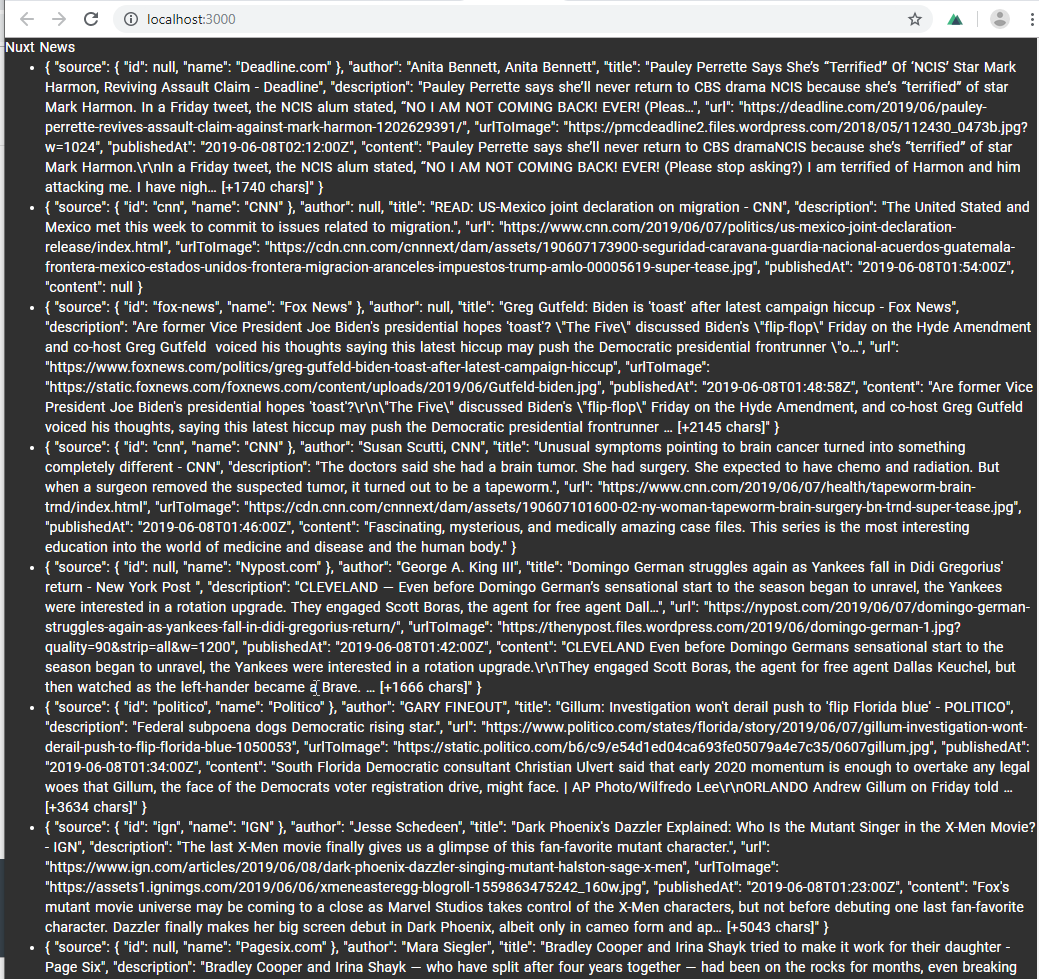 localhost:3000
Nuxt News
• { "source": { "id": null, "name": "Deadline.com" }, "author": "Anita Bennett, Anita Bennett", "title": "Pauley Perrette Says She’s “Terrified” Of ‘NCIS’ Star Mark
Harmon, Reviving Assault Claim - Deadline", "description": "Pauley Perrette says she’ll never return to CBS drama NCIS because she’s “terrified” of star
Mark Harmon. In a Friday tweet, the NCIS alum stated, “NO I AM NOT COMING BACK! EVER! (Pleas…", "url": "https://deadline.com/2019/06/pauley-
perrette-revives-assault-claim-against-mark-harmon-1202629391/", "urlToImage": "https://pmcdeadline2.files.wordpress.com/2018/05/112430_0473b.jpg?
w=1024", "publishedAt": "2019-06-08T02:12:00Z", "content": "Pauley Perrette says she’ll never return to CBS dramaNCIS because she’s “terrified” of star
Mark Harmon.\r\nIn a Friday tweet, the NCIS alum stated, “NO I AM NOT COMING BACK! EVER! (Please stop asking?) I am terrified of Harmon and him
attacking me. I have nigh… [+1740 chars]" }
• { "source": { "id": "cnn", "name": "CNN" }, "author": null, "title": "READ: US-Mexico joint declaration on migration - CNN", "description": "The United Stated and
Mexico met this week to commit to issues related to migration.", "url": "https://www.cnn.com/2019/06/07/politics/us-mexico-joint-declaration-
release/index.html", "urlToImage": "https://cdn.cnn.com/cnnnext/dam/assets/190607173900-seguridad-caravana-guardia-nacional-acuerdos-guatemala-
frontera-mexico-estados-unidos-frontera-migracion-aranceles-impuestos-trump-amlo-00005619-super-tease.jpg", "publishedAt": "2019-06-08T01:54:00Z",
"content": null }
• { "source": { "id": "fox-news", "name": "Fox News" }, "author": null, "title": "Greg Gutfeld: Biden is 'toast' after latest campaign hiccup - Fox News",
"description": "Are former Vice President Joe Biden's presidential hopes 'toast'? \"The Five\" discussed Biden's \"flip-flop\" Friday on the Hyde Amendment
and co-host Greg Gutfeld  voiced his thoughts saying this latest hiccup may push the Democratic presidential frontrunner \"o…", "url":
"https://www.foxnews.com/politics/greg-gutfeld-biden-toast-after-latest-campaign-hiccup", "urlToImage":
"https://static.foxnews.com/foxnews.com/content/uploads/2019/06/Gutfeld-biden.jpg", "publishedAt": "2019-06-08T01:48:58Z", "content": "Are former Vice
President Joe Biden's presidential hopes 'toast'?\r\n\"The Five\" discussed Biden's \"flip-flop\" Friday on the Hyde Amendment, and co-host Greg Gutfeld
voiced his thoughts, saying this latest hiccup may push the Democratic presidential frontrunner … [+2145 chars]" }
• { "source": { "id": "cnn", "name": "CNN" }, "author": "Susan Scutti, CNN", "title": "Unusual symptoms pointing to brain cancer turned into something
completely different - CNN", "description": "The doctors said she had a brain tumor. She had surgery. She expected to have chemo and radiation. But
when a surgeon removed the suspected tumor, it turned out to be a tapeworm.", "url": "https://www.cnn.com/2019/06/07/health/tapeworm-brain-
trnd/index.html", "urlToImage": "https://cdn.cnn.com/cnnnext/dam/assets/190607101600-02-ny-woman-tapeworm-brain-surgery-bn-trnd-super-tease.jpg",
"publishedAt": "2019-06-08T01:46:00Z", "content": "Fascinating, mysterious, and medically amazing case files. This series is the most interesting
education into the world of medicine and disease and the human body." }
• { "source": { "id": null, "name": "Nypost.com" }, "author": "George A. King III", "title": "Domingo German struggles again as Yankees fall in Didi Gregorius'
return - New York Post ", "description": "CLEVELAND — Even before Domingo German’s sensational start to the season began to unravel, the Yankees
were interested in a rotation upgrade. They engaged Scott Boras, the agent for free agent Dall…", "url": "https://nypost.com/2019/06/07/domingo-german-
struggles-again-as-yankees-fall-in-didi-gregorius-return/", "urlToImage": "https://thenypost.files.wordpress.com/2019/06/domingo-german-1.jpg?
quality=90&strip=all&w=1200", "publishedAt": "2019-06-08T01:42:00Z", "content": "CLEVELAND Even before Domingo Germans sensational start to the
season began to unravel, the Yankees were interested in a rotation upgrade.\r\nThey engaged Scott Boras, the agent for free agent Dallas Keuchel, but
then watched as the left-hander became a Brave. … [+1666 chars]" }
• { "source": { "id": "politico", "name": "Politico" }, "author": "GARY FINEOUT", "title": "Gillum: Investigation won't derail push to 'flip Florida blue' - POLITICO",
"description": "Federal subpoena dogs Democratic rising star.", "url": "https://www.politico.com/states/florida/story/2019/06/07/gillum-investigation-wont-
derail-push-to-flip-florida-blue-1050053", "urlToImage": "https://static.politico.com/b6/c9/e54d1ed04ca693fe05079a4e7c35/0607gillum.jpg", "publishedAt":
"2019-06-08T01:34:00Z", "content": "South Florida Democratic consultant Christian Ulvert said that early 2020 momentum is enough to overtake any legal
woes that Gillum, the face of the Democrats voter registration drive, might face. | AP Photo/Wilfredo Lee\r\nORLANDO Andrew Gillum on Friday told …
[+3634 chars]" }
• { "source": { "id": "ign", "name": "IGN" }, "author": "Jesse Schedeen", "title": "Dark Phoenix's Dazzler Explained: Who Is the Mutant Singer in the X-Men Movie?
- IGN", "description": "The last X-Men movie finally gives us a glimpse of this fan-favorite mutant character.", "url":
"https://www.ign.com/articles/2019/06/08/dark-phoenix-dazzler-singing-mutant-halston-sage-x-men", "urlToImage":
"https://assets1.ignimgs.com/2019/06/06/xmeneasteregg-blogroll-1559863475242_160w.jpg", "publishedAt": "2019-06-08T01:23:00Z", "content": "Fox's
mutant movie universe may be coming to a close as Marvel Studios takes control of the X-Men characters, but not before debuting one last fan-favorite
character. Dazzler finally makes her big screen debut in Dark Phoenix, albeit only in cameo form and ap… [+5043 chars]" }
• { "source": { "id": null, "name": "Pagesix.com" }, "author": "Mara Siegler", "title": "Bradley Cooper and Irina Shayk tried to make it work for their daughter -
Page Six", "description": "Bradley Cooper and Irina Shayk — who have split after four years together — had been on the rocks for months, even breaking